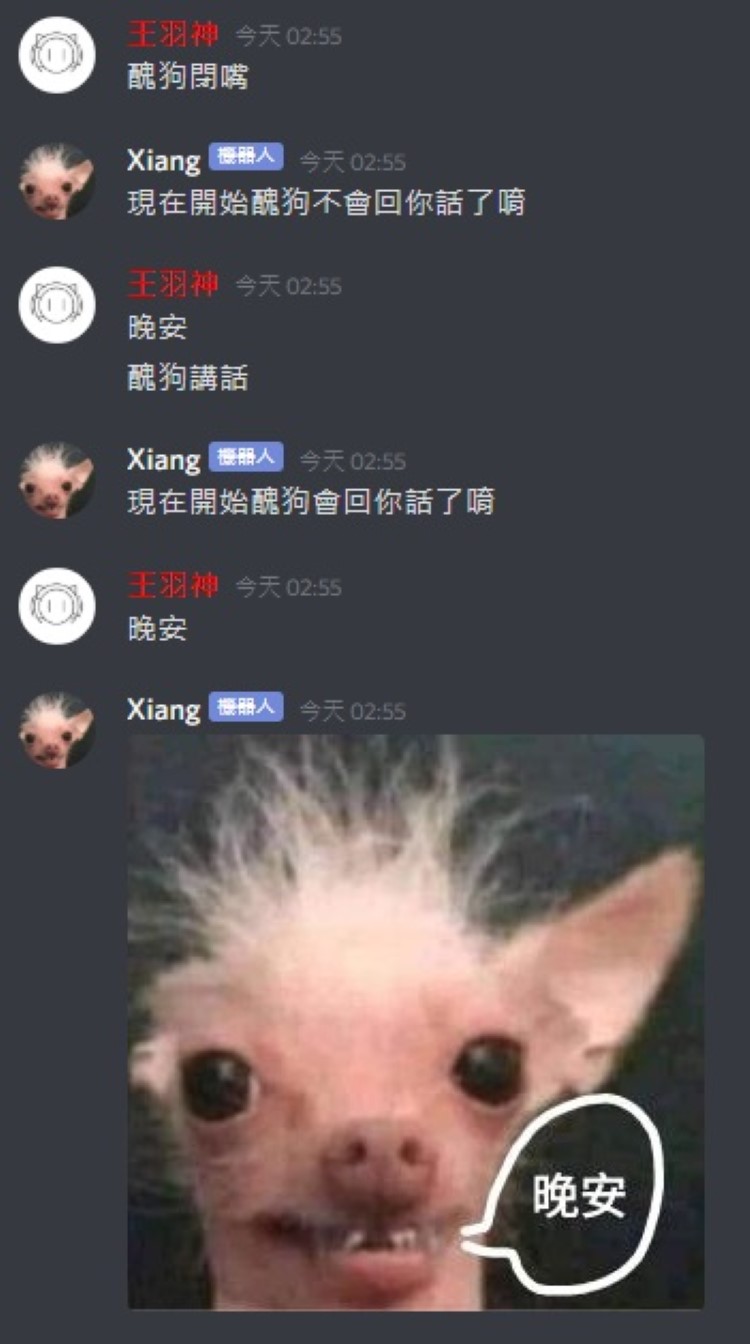 王羽神 今天 02:55
醜狗閉嘴
Xiang 機器人 今天 02:55
現在開始醜狗不會回你話了唷
王羽神 今天 02:55
晚安
醜狗講話
Xiang 機器人 今天 02:55
現在開始醜狗會回你話了唷
王羽神 今天 02:55
晚安
Xiang 機器人 今天 02:55
晚安